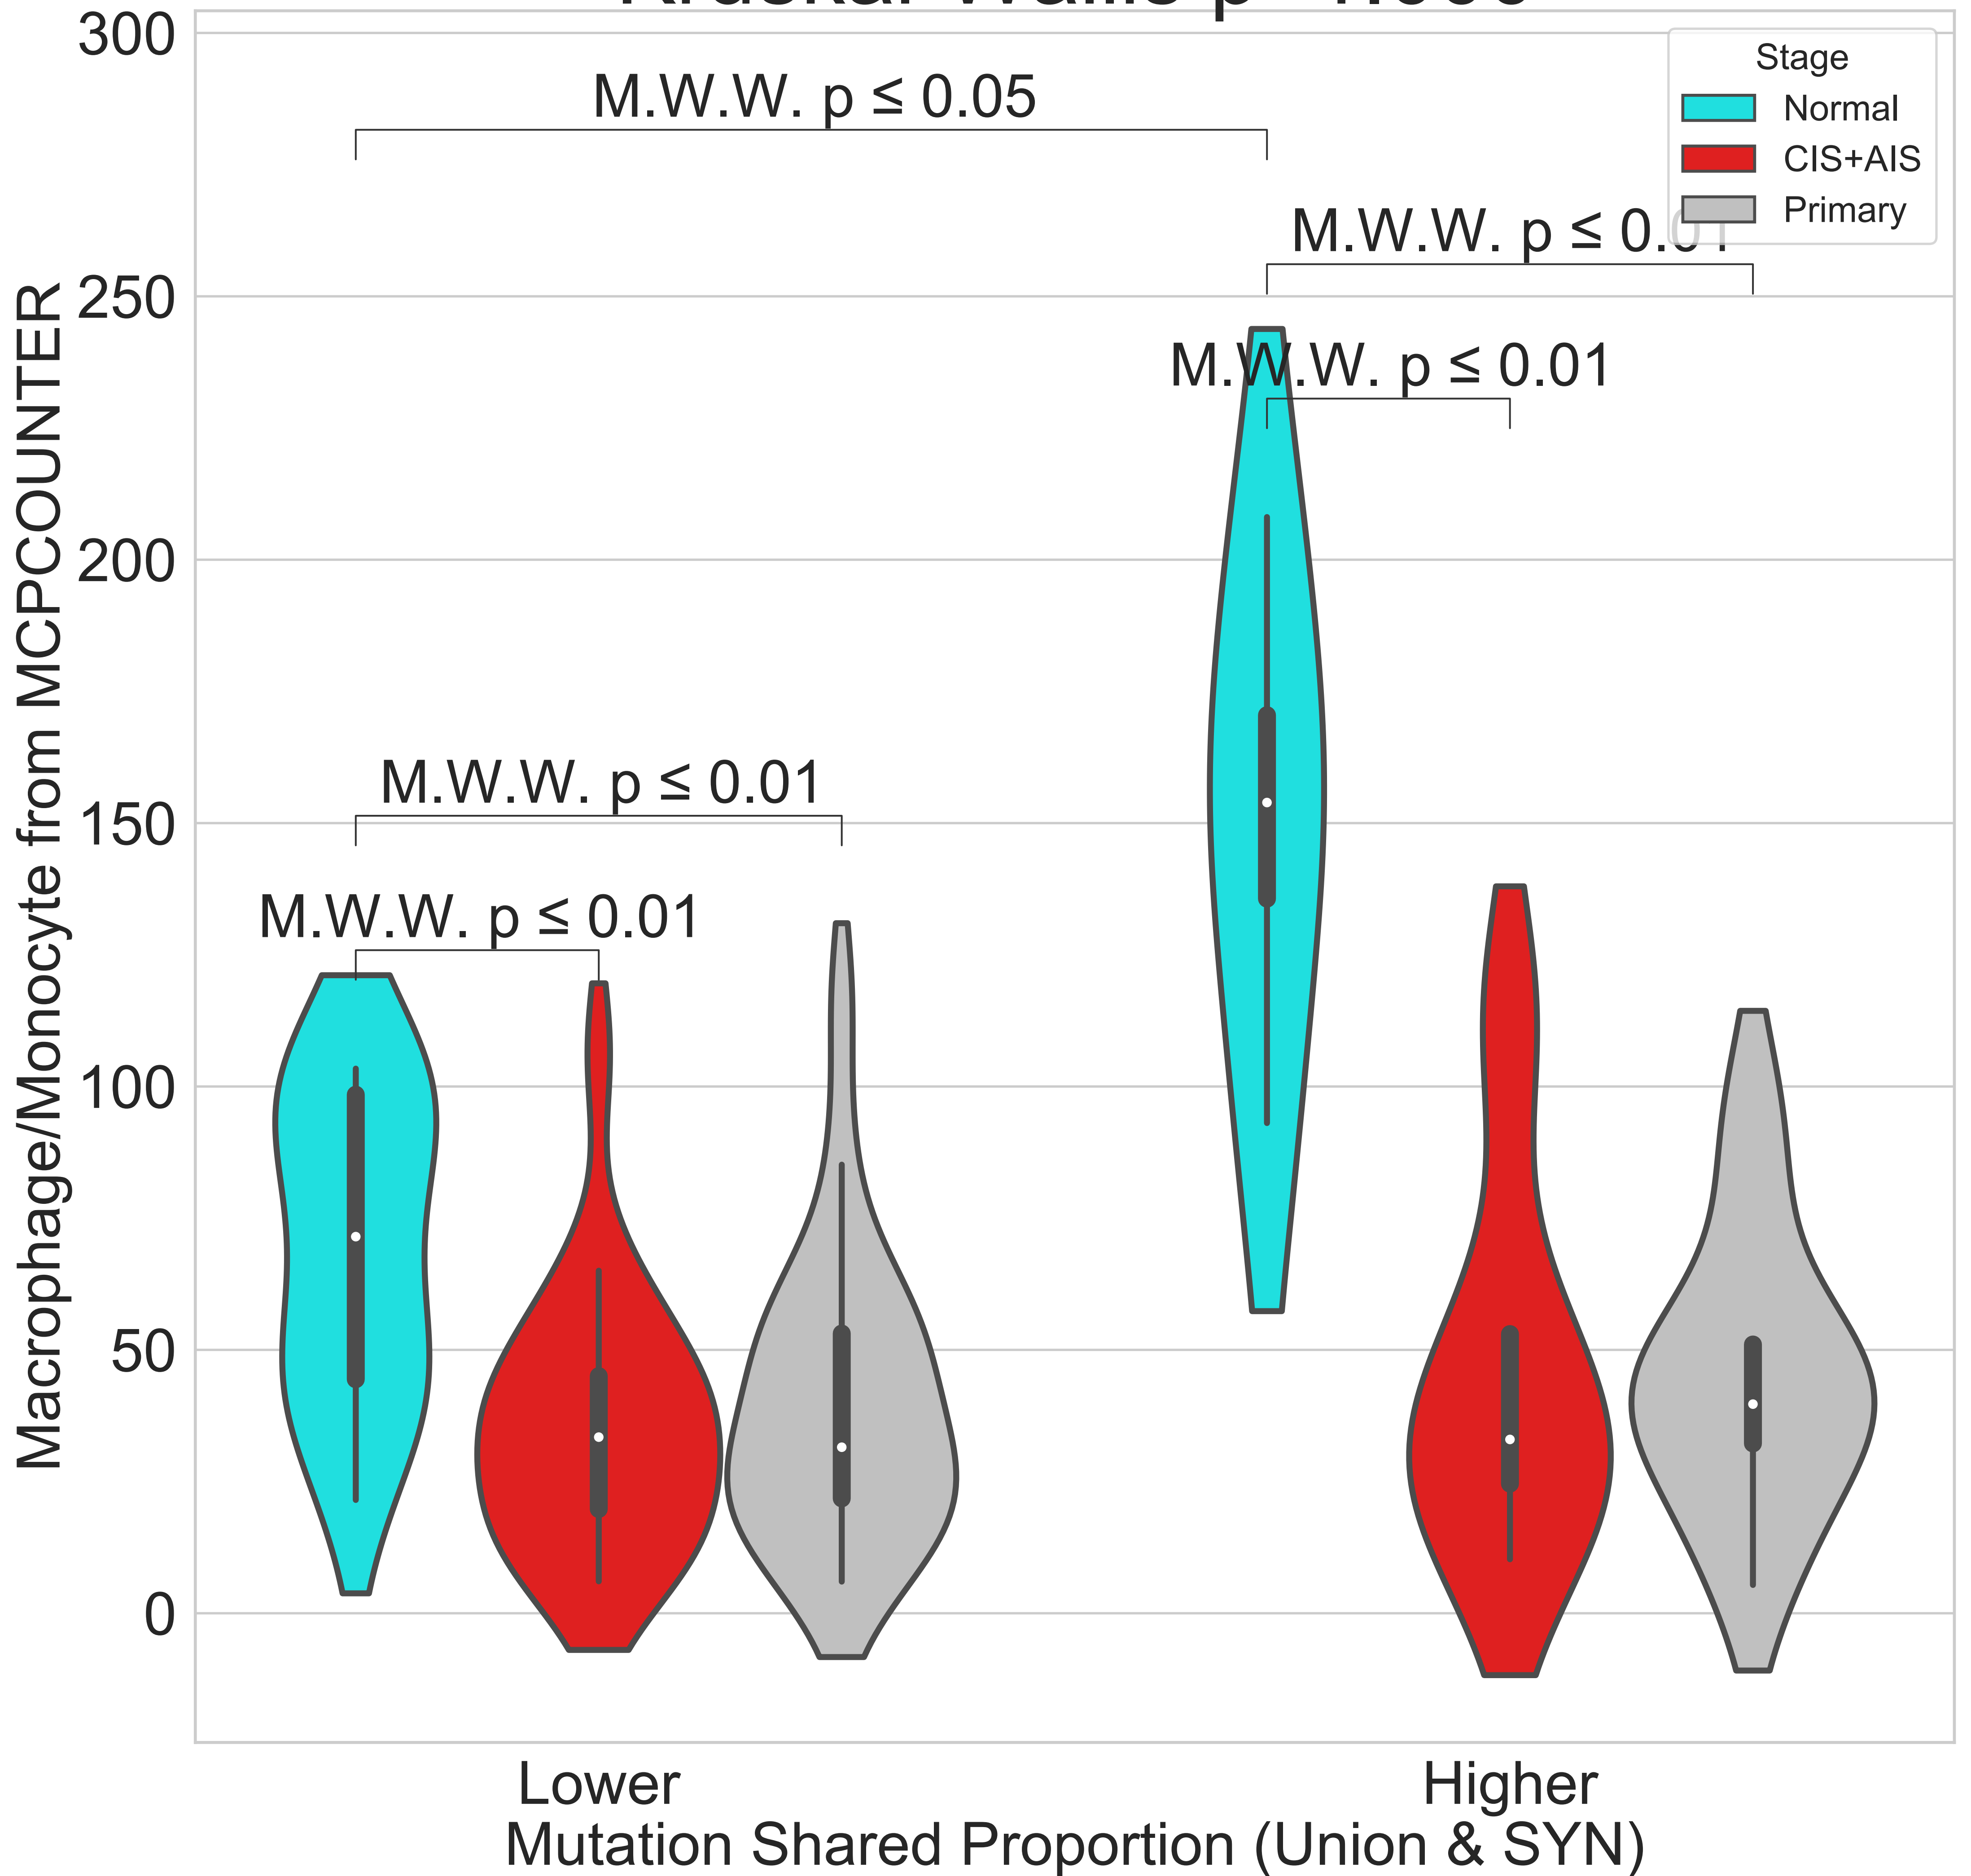 M.W.W. p ≤ 0.05
Stage
Normal
CIS+AIS
Primary
M.W.W. p ≤ 0.01
M.W.W. p ≤ 0.01
M.W.W. p ≤ 0.01
M.W.W. p ≤ 0.01
Macrophage/Monocyte from MCPCOUNTER
300
250
200
150
100
50
0
Lower
Higher
Mutation Shared Proportion (Union & SYN)